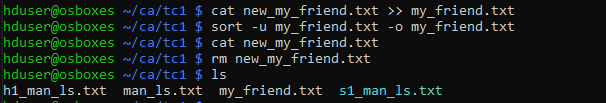 hduser@osboxes ~/ca/tc1 $ cat new_my_friend.txt >> my_friend.txt
hduser@osboxes ~/ca/tc1 $ sort -u my_friend.txt -o my_friend.txt
hduser@osboxes ~/ca/tc1 $ cat new_my_friend.txt
hduser@osboxes ~/ca/tc1 $ rm new_my_friend.txt
hduser@osboxes ~/ca/tc1 $ ls
h1_man_ls.txt  man_ls.txt  my_friend.txt  s1_man_ls.txt